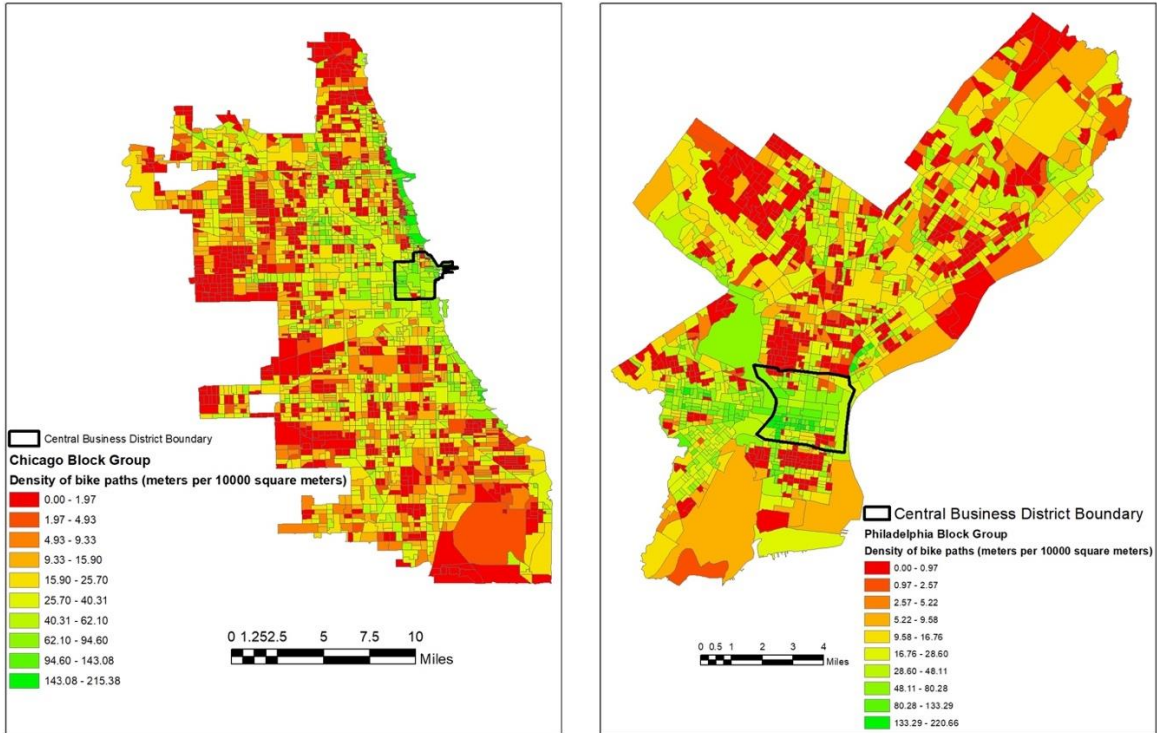 Central Business District Boundary
Chicago Block Group
Density of bike paths (meters per 10000 square meters)
0.00 - 1.97
1.97 - 4.93
4.93 - 9.33
9.33 - 15.90
15.90 - 25.70
25.70 - 40.31
40.31 - 62.10
62.10 - 94.60
94.60 - 143.08
143.08 - 215.38
0 1.252.5 5 7.5 10
Miles
Central Business District Boundary
Philadelphia Block Group
Density of bike paths (meters per 10000 square meters)
0.00 - 0.97
0.97 - 2.57
2.57 - 5.22
5.22 - 9.58
9.58 - 16.76
16.76 - 28.60
28.60 - 48.11
48.11 - 80.28
80.28 - 133.29
133.29 - 220.66
0 0.5 1 2 3 4
Miles